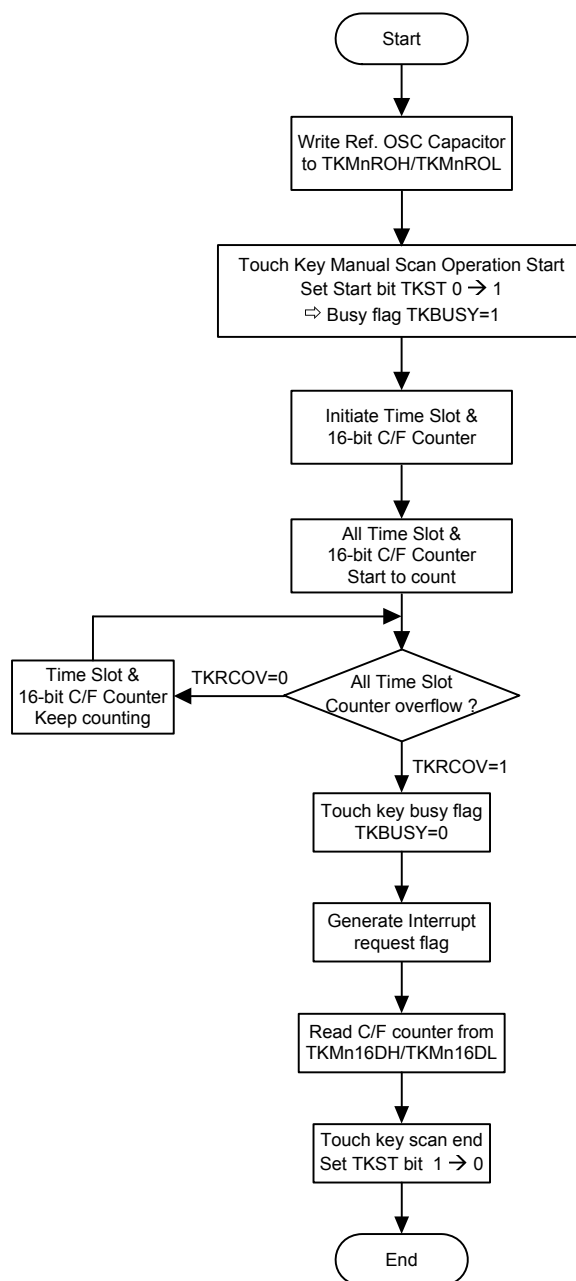 Start
Write Ref. OSC Capacitor
to TKMnROH/TKMnROL
Touch Key Manual Scan Operation Start
Set Start bit TKST 0 → 1
⇨ Busy flag TKBUSY=1
Initiate Time Slot &
16-bit C/F Counter
All Time Slot &
16-bit C/F Counter
Start to count
Time Slot &
16-bit C/F Counter
Keep counting
TKRCOV=0
All Time Slot
Counter overflow ?
TKRCOV=1
Touch key busy flag
TKBUSY=0
Generate Interrupt
request flag
Read C/F counter from
TKMn16DH/TKMn16DL
Touch key scan end
Set TKST bit 1 → 0
End